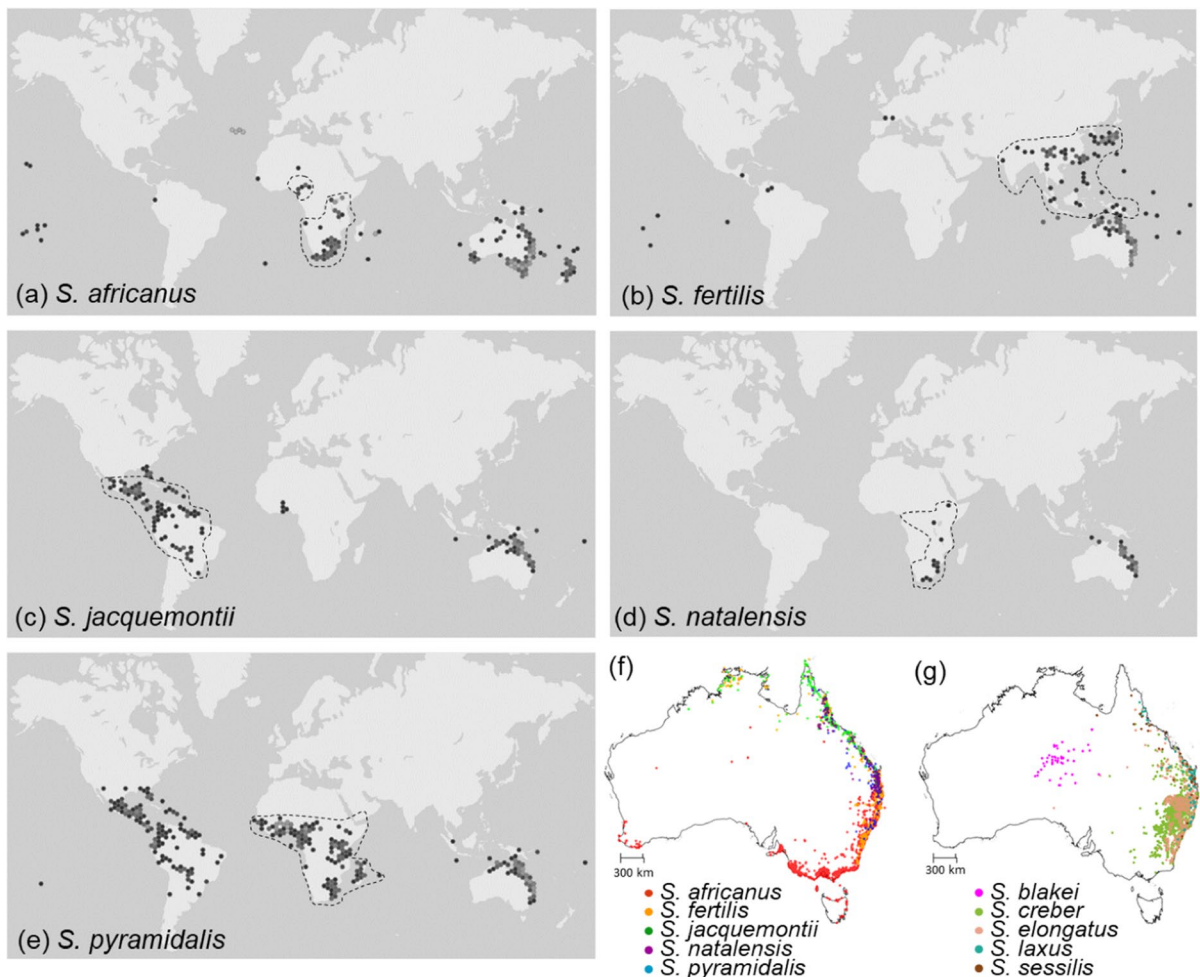 (a) S. africanus
(b) S. fertilis
(c) S. jacquemontii
(d) S. natalensis
(e) S. pyramidalis
(f)
300 km
S. africanus
S. fertilis
S. jacquemontii
S. natalensis
S. pyramidalis
(g)
300 km
S. blakei
S. creber
S. elongatus
S. laxus
S. sessilis